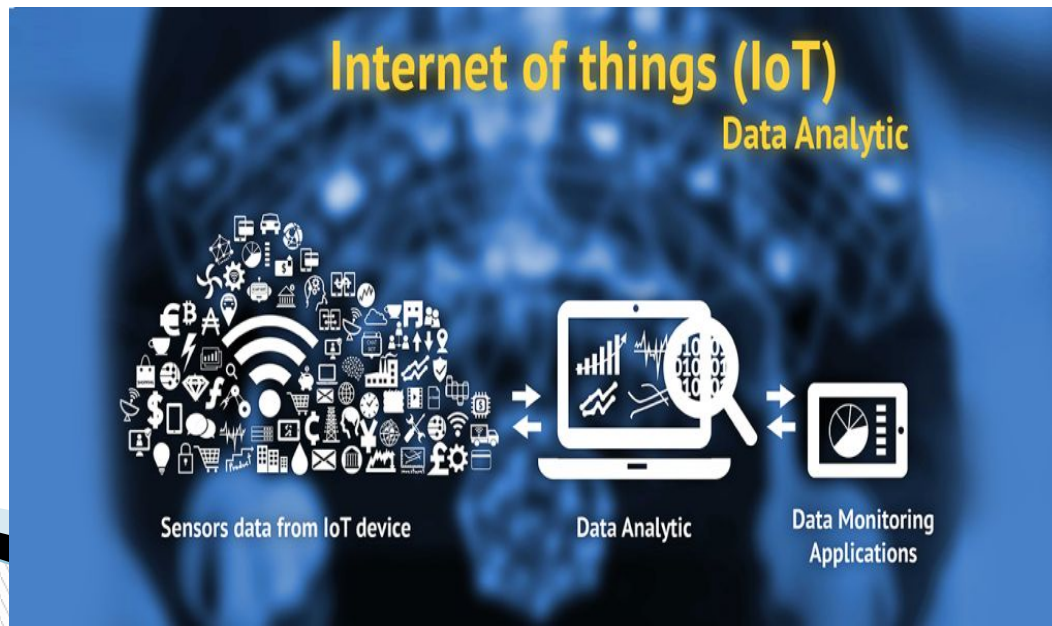 Internet of things (IoT)
Data Analytic
Sensors data from IoT device
Data Analytic
Data Monitoring
Applications